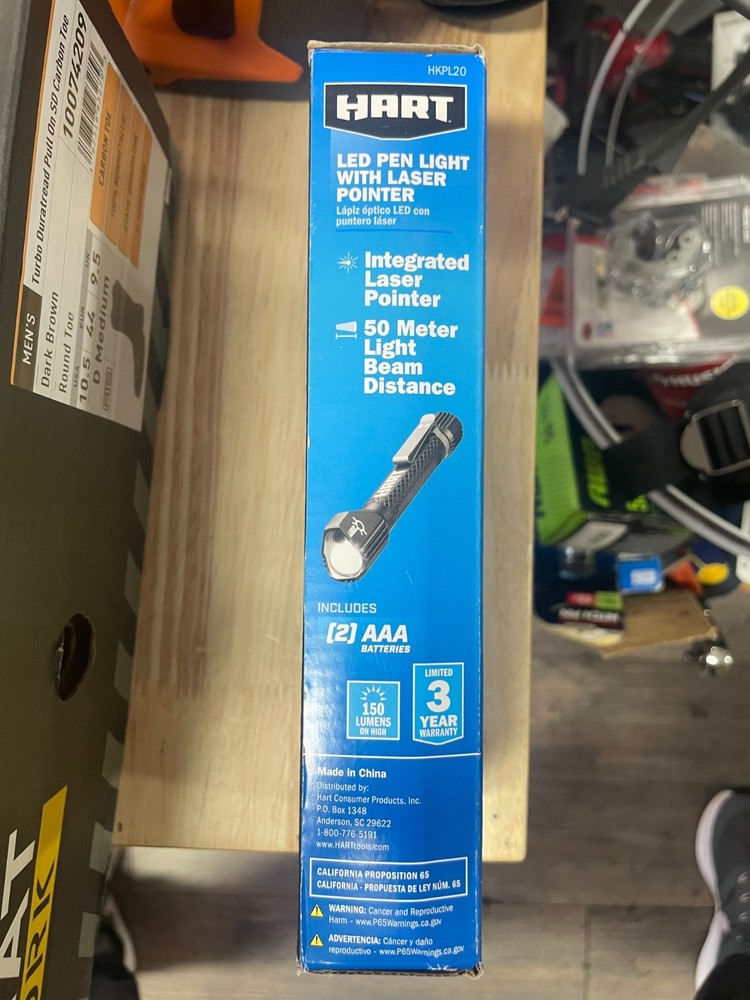 HKPL20
HART
LED PEN LIGHT
WITH LASER
POINTER
Lápiz óptico LED con
puntero láser
Integrated
Laser
Pointer
50 Meter
Light
Beam
Distance
INCLUDES
(2) AAA
BATTERIES
150
LUMENS
ON HIGH
LIMITED
3
YEAR
WARRANTY
Made in China
Distributed by:
Hart Consumer Products, Inc.
P.O. Box 1348
Anderson, SC 29622
1-800-776-5191
www.HARTtools.com
CALIFORNIA PROPOSITION 65
CALIFORNIA - PROPUESTA DE LEY NÚM. 65
WARNING: Cancer and Reproductive
Harm – www.P65Warnings.ca.gov
ADVERTENCIA: Cáncer y daño
reproductivo – www.P65Warnings.ca.gov
MEN'S
Turbo Duratread Pull On SD Carbon Toe
Dark Brown
10074209
Round Toe
CARBON TOE
USA
EUR
UK
10.5
44
9.5
D Medium